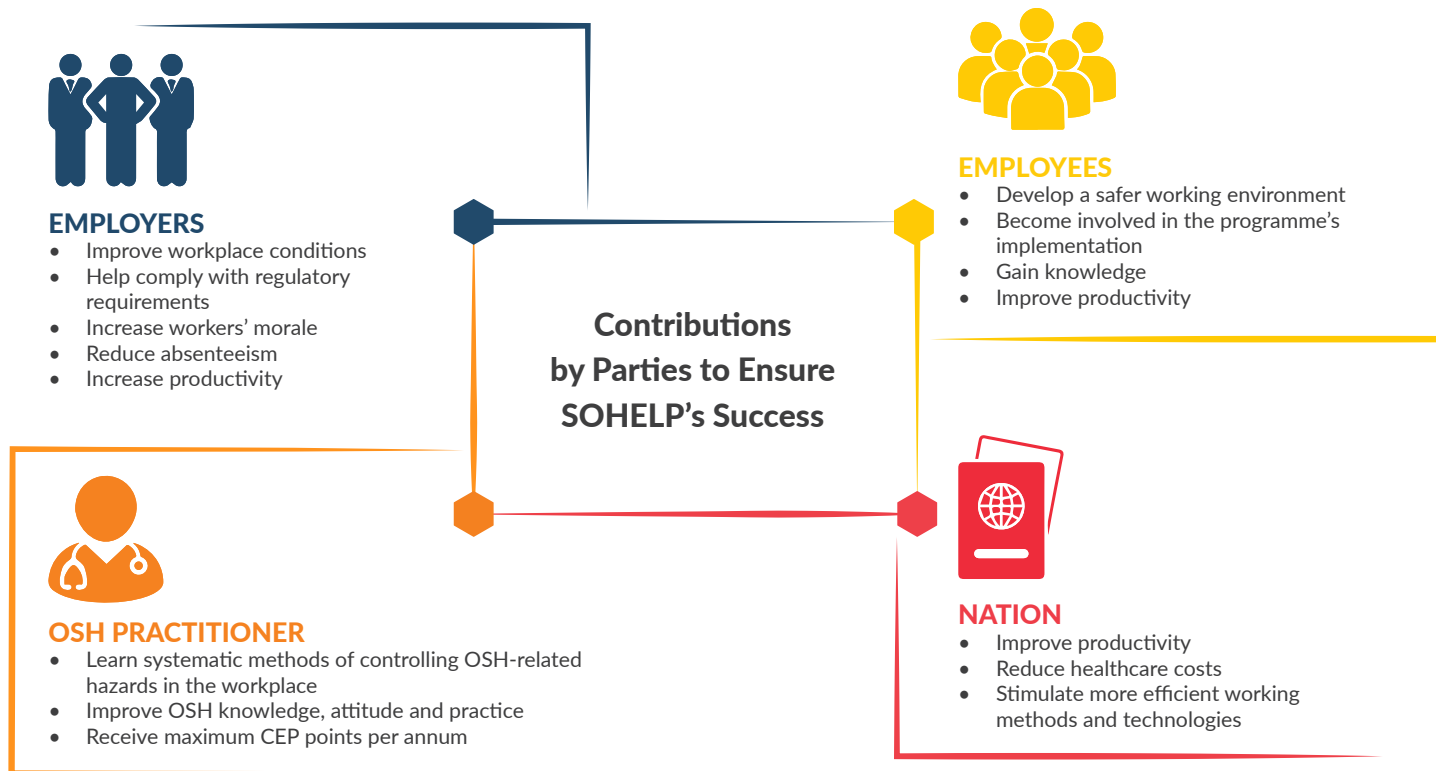 EMPLOYERS
• Improve workplace conditions
• Help comply with regulatory
requirements
• Increase workers’ morale
• Reduce absenteeism
• Increase productivity
EMPLOYEES
• Develop a safer working environment
• Become involved in the programme’s
implementation
• Gain knowledge
• Improve productivity
Contributions
by Parties to Ensure
SOHELP’s Success
OSH PRACTITIONER
• Learn systematic methods of controlling OSH-related
hazards in the workplace
• Improve OSH knowledge, attitude and practice
• Receive maximum CEP points per annum
NATION
• Improve productivity
• Reduce healthcare costs
• Stimulate more efficient working
methods and technologies